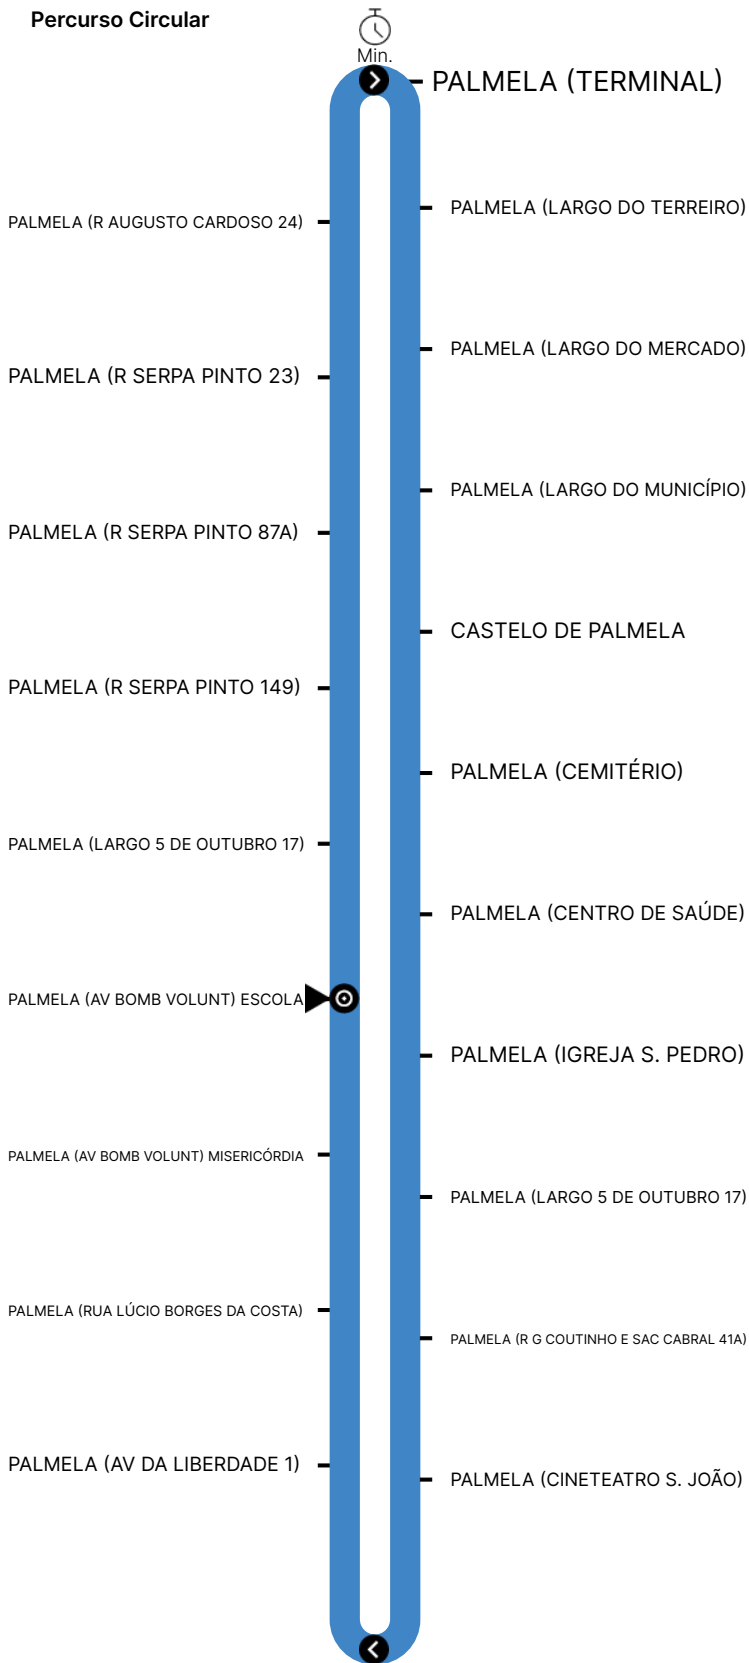 Percurso Circular
Min.
PALMELA (TERMINAL)
PALMELA (LARGO DO TERREIRO)
PALMELA (LARGO DO MERCADO)
PALMELA (LARGO DO MUNICÍPIO)
CASTELO DE PALMELA
PALMELA (CEMITÉRIO)
PALMELA (CENTRO DE SAÚDE)
PALMELA (IGREJA S. PEDRO)
PALMELA (LARGO 5 DE OUTUBRO 17)
PALMELA (R G COUTINHO E SAC CABRAL 41A)
PALMELA (CINETEATRO S. JOÃO)
PALMELA (R AUGUSTO CARDOSO 24)
PALMELA (R SERPA PINTO 23)
PALMELA (R SERPA PINTO 87A)
PALMELA (R SERPA PINTO 149)
PALMELA (LARGO 5 DE OUTUBRO 17)
PALMELA (AV BOMB VOLUNT) ESCOLA
PALMELA (AV BOMB VOLUNT) MISERICÓRDIA
PALMELA (RUA LÚCIO BORGES DA COSTA)
PALMELA (AV DA LIBERDADE 1)